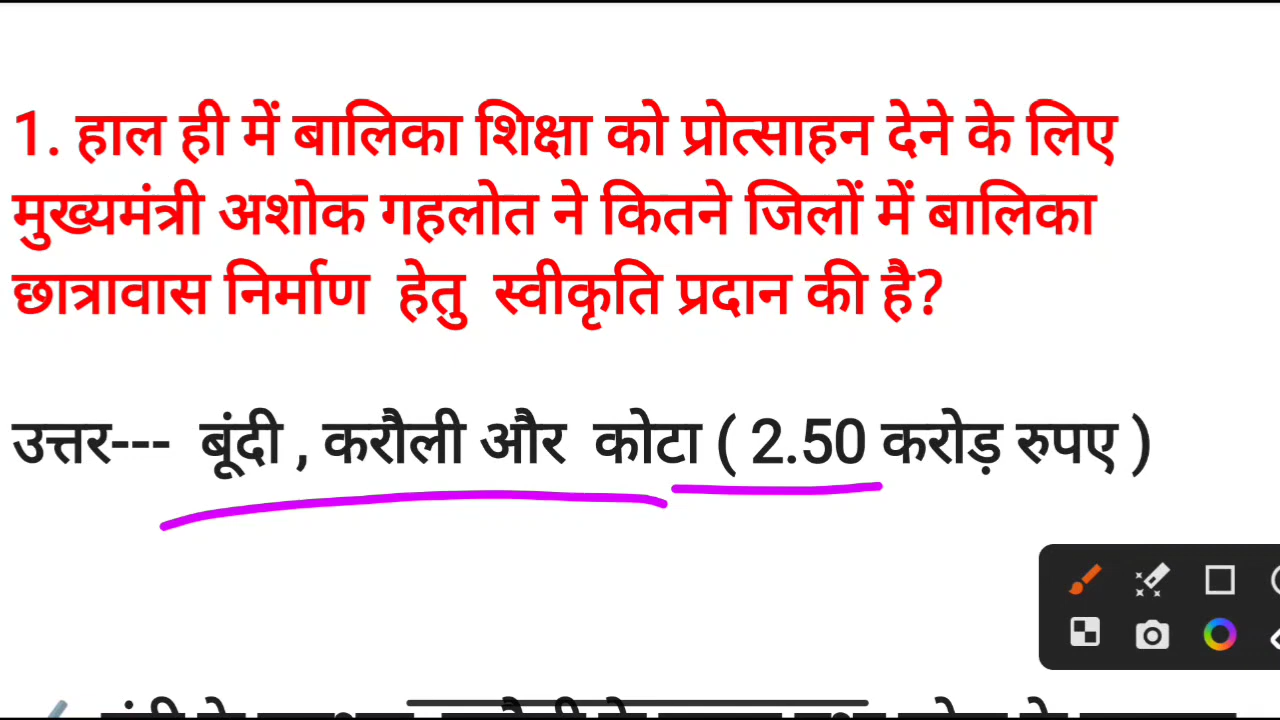 1. हाल ही में बालिका शिक्षा को प्रोत्साहन देने के लिए
मुख्यमंत्री अशोक गहलोत ने कितने जिलों में बालिका
छात्रावास निर्माण हेतु स्वीकृति प्रदान की है?
उत्तर--- बूंदी , करौली और कोटा ( 2.50 करोड़ रुपए )